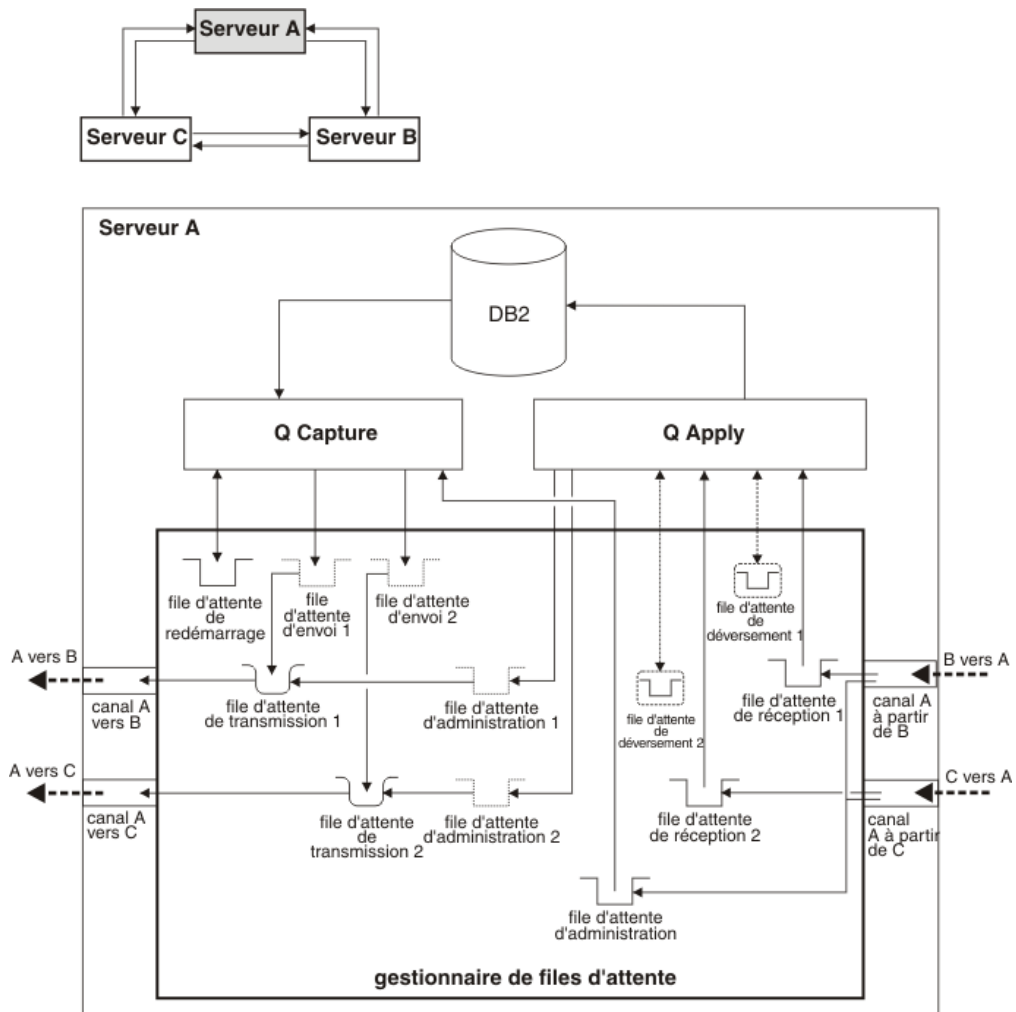 Serveur A
Serveur C
Serveur B
Serveur A
DB2
Q Capture
Q Apply
file d'attente
de
redémarrage
file
d'attente
d'envoi 1
file d'attente
d'envoi 2
file d'attente
de
déversement 1
A vers B
canal A
vers B
file d'attente
de transmission 1
file d'attente
d'administration 1
file d'attente
de
déversement 2
file d'attente
de réception 1
B vers A
canal A
à partir
de B
A vers C
canal A
vers C
file d'attente
de
transmission 2
file d'attente
d'administration 2
file d'attente
de réception 2
C vers A
canal
A à partir
de C
file d'attente
d'administration
gestionnaire de files d'attente